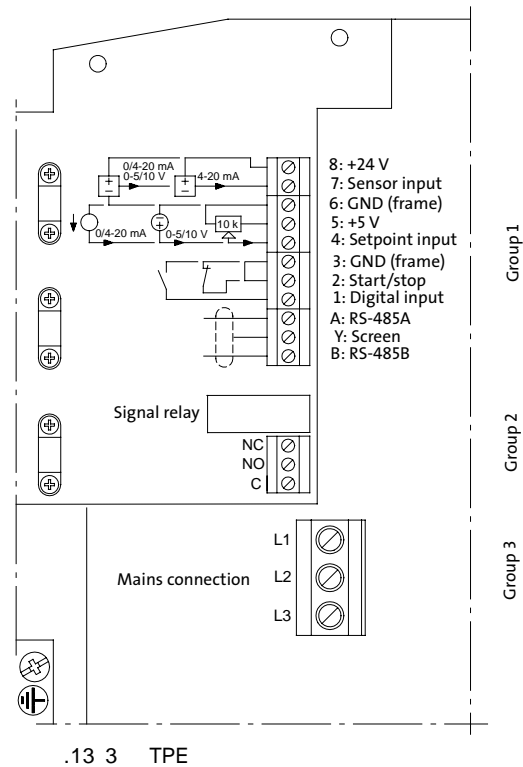 0/4-20 mA
0-5/10 V
4-20 mA
0/4-20 mA
0-5/10 V
10 k
8: +24 V
7: Sensor input
6: GND (frame)
5: +5 V
4: Setpoint input
3: GND (frame)
2: Start/stop
1: Digital input
A: RS-485A
Y: Screen
B: RS-485B
Group 1
Signal relay
NC
NO
C
Group 2
L1
Mains connection
L2
L3
Group 3
.13 3 TPE